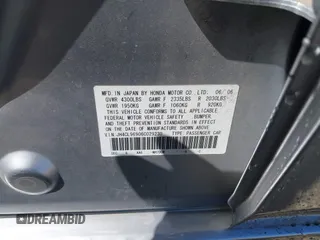 MFD. IN JAPAN BY HONDA MOTOR CO. LTD. 06/06
GVWR 4300LBS GAWR F 2335LBS R 2030LBS
GVWR 1950KG GAWR F 1060KG R 920KG
THIS VEHICLE CONFORMS TO ALL APPLICABLE
FEDERAL MOTOR VEHICLE SAFETY, BUMPER,
AND THEFT PREVENTION STANDARDS IN EFFECT ON
THE DATE OF MANUFACTURE SHOWN ABOVE.
V.I.N. TYPE: PASSENGER CAR
DREAMBID